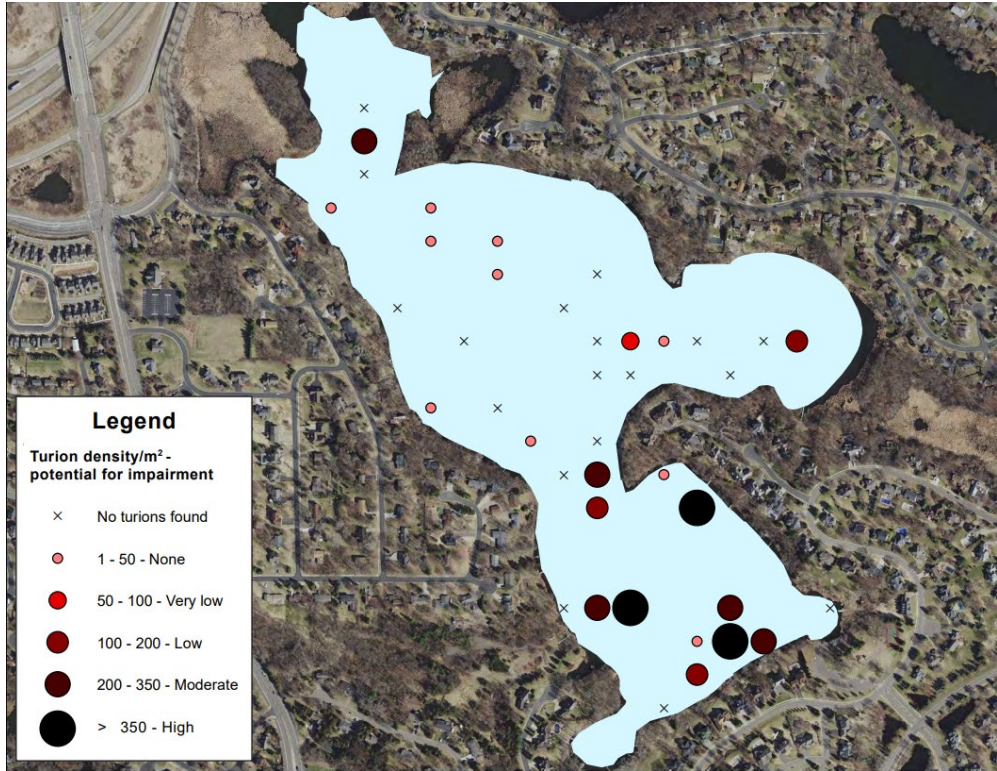 Legend
Turion density/m² -
potential for impairment
No turions found
1 - 50 - None
50 - 100 - Very low
100 - 200 - Low
200 - 350 - Moderate
> 350 - High